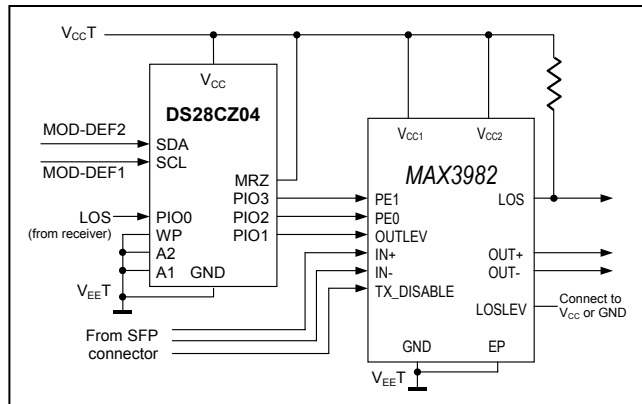 VCCT
VCC
DS28CZ04
MOD-DEF2
SDA
MOD-DEF1
SCL
MRZ
PIO3
LOS
PIO0
PIO2
(from receiver)
WP
PIO1
A2
A1
GND
VEET
From SFP
connector
VCC1
VCC2
MAX3982
PE1
LOS
PE0
OUTLEV
IN+
OUT+
IN-
OUT-
TX_DISABLE
LOSLEV
Connect to
VCC or GND
GND
EP
VEET